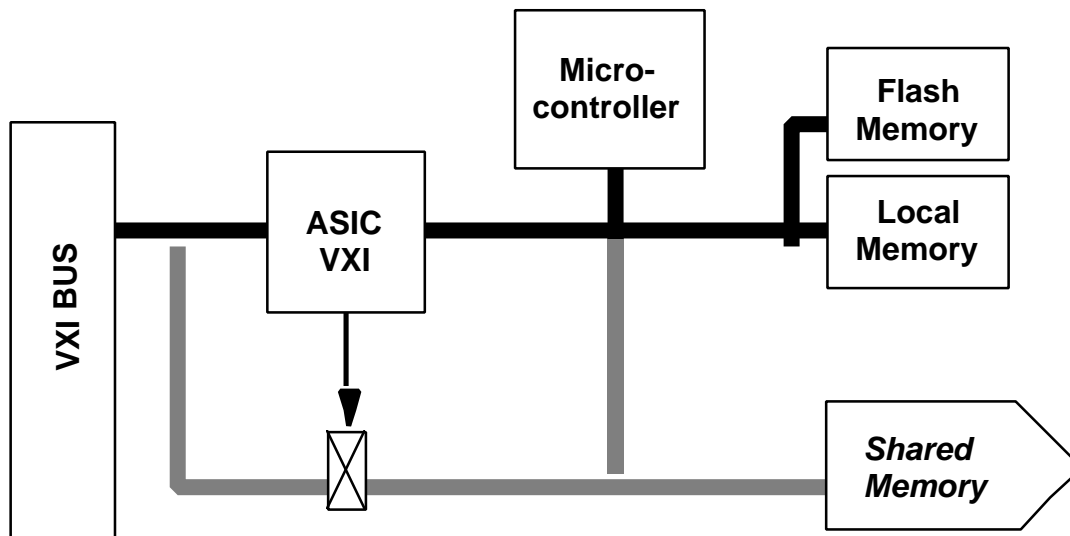 Micro-
controller
Flash
Memory
ASIC
VXI
Local
Memory
VXI BUS
Shared
Memory